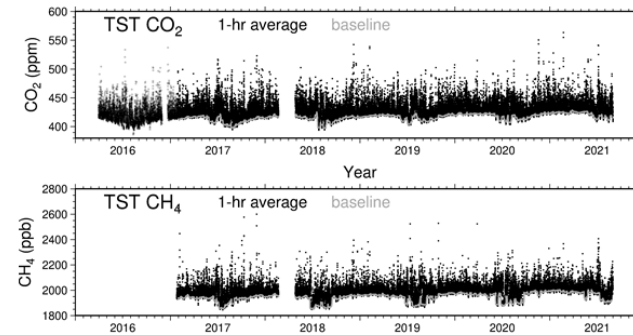 600
TST CO2 1-hr average baseline
550
500
450
400
CO2 (ppm)
2016 2017 2018 2019 2020 2021
Year
2800
TST CH4 1-hr average baseline
2600
2400
2200
2000
1800
CH4 (ppb)
2016 2017 2018 2019 2020 2021